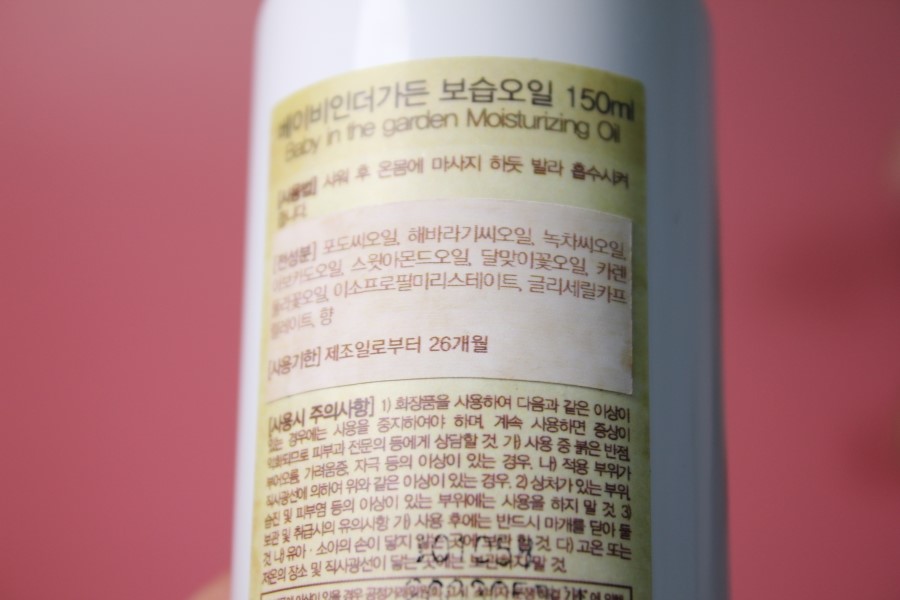 베이비인더가든 보습오일 150ml
Baby in the garden Moisturizing Oil
[사용법] 샤워 후 온몸에 마사지 하듯 발라 흡수시켜
줍니다.
[전성분] 포도씨오일, 해바라기씨오일, 녹차씨오일,
아보카도오일, 스윗아몬드오일, 달맞이꽃오일, 카렌
듈라꽃오일, 이소프로필미리스테이트, 글리세릴카프
릴레이트, 향
[사용기한] 제조일로부터 26개월
[사용시 주의사항] 1) 화장품을 사용하여 다음과 같은 이상이
있는 경우에는 사용을 중지하여야 하며, 계속 사용하면 증상이
악화되므로 피부과 전문의 등에게 상담할 것. 가) 사용 중 붉은 반점,
부어오름, 가려움증, 자극 등의 이상이 있는 경우. 나) 적용 부위가
직사광선에 의하여 위와 같은 이상이 있는 경우. 2) 상처가 있는 부위,
습진 및 피부염 등의 이상이 있는 부위에는 사용을 하지 말 것. 3)
보관 및 취급시의 유의사항 가) 사용 후에는 반드시 마개를 닫아 둘
것. 나) 유아·소아의 손이 닿지 않는 곳에 보관 할 것. 다) 고온 또는
저온의 장소 및 직사광선이 닿는 곳에는 보관하지 말 것.